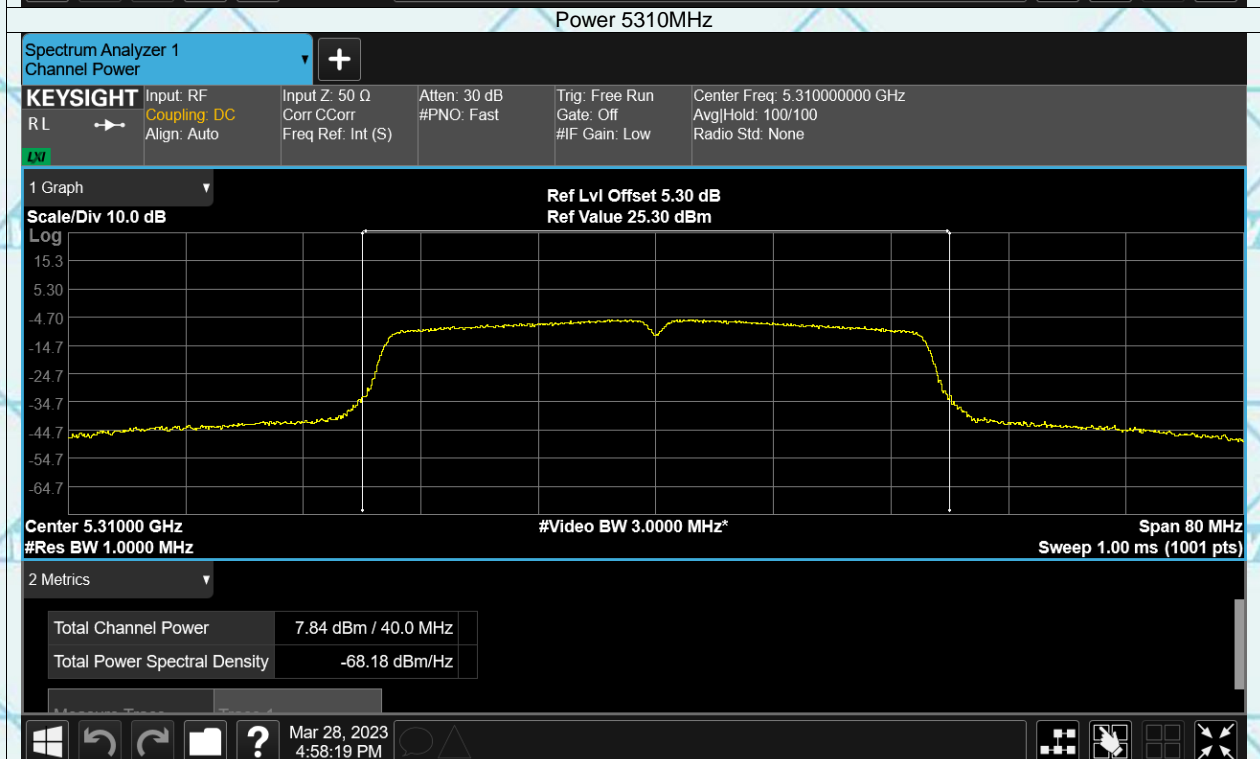 Power 5310MHz
Spectrum Analyzer 1
Channel Power
+
KEYSIGHT
R L
LXI
Input: RF
Coupling: DC
Align: Auto
Input Z: 50 Ω
Corr CCorr
Freq Ref: Int (S)
Atten: 30 dB
#PNO: Fast
Trig: Free Run
Gate: Off
#IF Gain: Low
Center Freq: 5.310000000 GHz
Avg|Hold: 100/100
Radio Std: None
1 Graph
Scale/Div 10.0 dB
Ref Lvl Offset 5.30 dB
Ref Value 25.30 dBm
Log
15.3
5.30
-4.70
-14.7
-24.7
-34.7
-44.7
-54.7
-64.7
Center 5.31000 GHz
#Video BW 3.0000 MHz*
Span 80 MHz
#Res BW 1.0000 MHz
Sweep 1.00 ms (1001 pts)
2 Metrics
Total Channel Power 7.84 dBm / 40.0 MHz
Total Power Spectral Density -68.18 dBm/Hz
?
Mar 28, 2023
4:58:19 PM